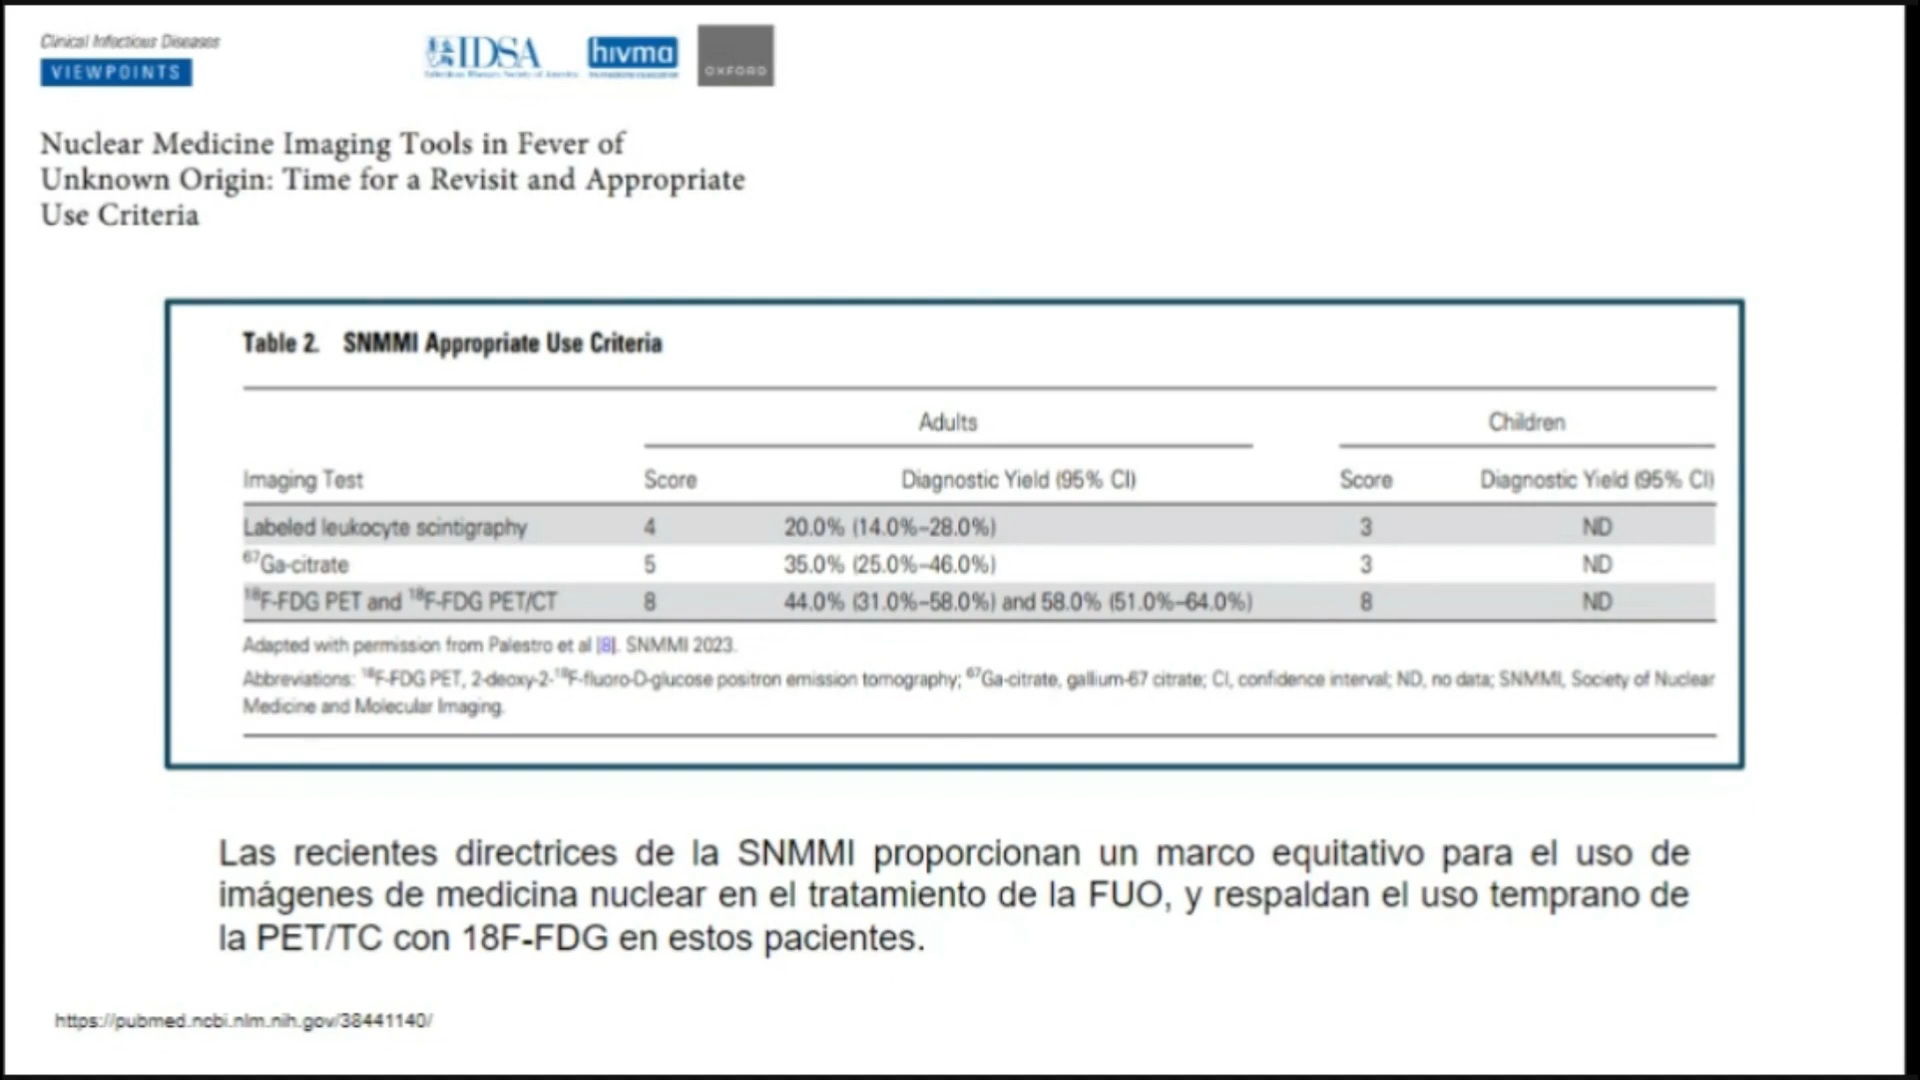 Clinical Infectious Diseases
VIEWPOINTS
IDSA
Infectious Diseases Society of America
hivma
OXFORD
Nuclear Medicine Imaging Tools in Fever of
Unknown Origin: Time for a Revisit and Appropriate
Use Criteria
Table 2. SNMMI Appropriate Use Criteria
Adults Children
Imaging Test Score Diagnostic Yield (95% CI) Score Diagnostic Yield (95% CI)
Labeled leukocyte scintigraphy 4 20.0% (14.0%–28.0%) 3 ND
⁶⁷Ga-citrate 5 35.0% (25.0%–46.0%) 3 ND
¹⁸F-FDG PET and ¹⁸F-FDG PET/CT 8 44.0% (31.0%–58.0%) and 58.0% (51.0%–64.0%) 8 ND
Adapted with permission from Palestro et al [8]. SNMMI 2023.
Abbreviations: ¹⁸F-FDG PET, 2-deoxy-2-¹⁸F-fluoro-D-glucose positron emission tomography; ⁶⁷Ga-citrate, gallium-67 citrate; CI, confidence interval; ND, no data; SNMMI, Society of Nuclear
Medicine and Molecular Imaging.
Las recientes directrices de la SNMMI proporcionan un marco equitativo para el uso de
imágenes de medicina nuclear en el tratamiento de la FUO, y respaldan el uso temprano de
la PET/TC con 18F-FDG en estos pacientes.
https://pubmed.ncbi.nlm.nih.gov/38441140/